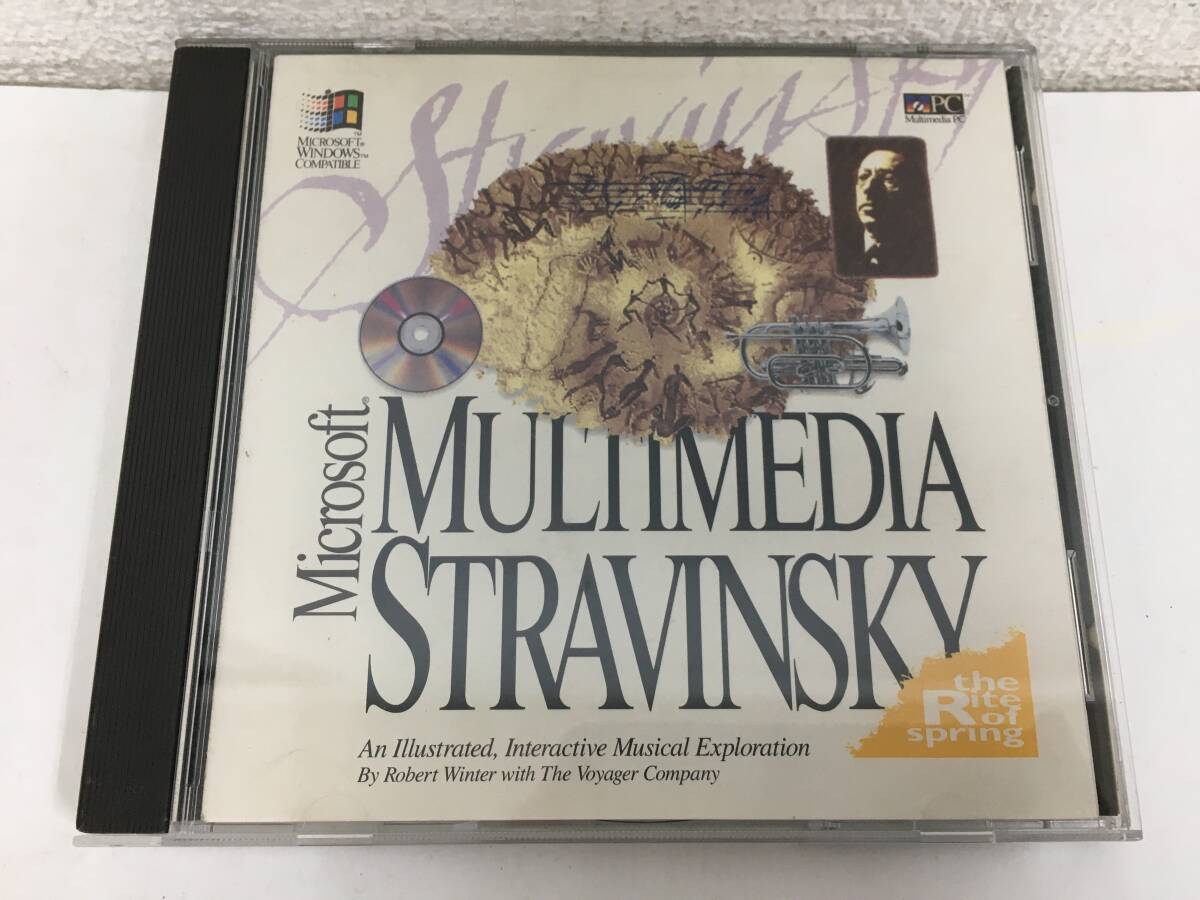 Stravinsky
MICROSOFT®
WINDOWS™
COMPATIBLE
PC
Multimedia PC
Microsoft®
MULTIMEDIA
STRAVINSKY
the
Rite
of
spring
An Illustrated, Interactive Musical Exploration
By Robert Winter with The Voyager Company